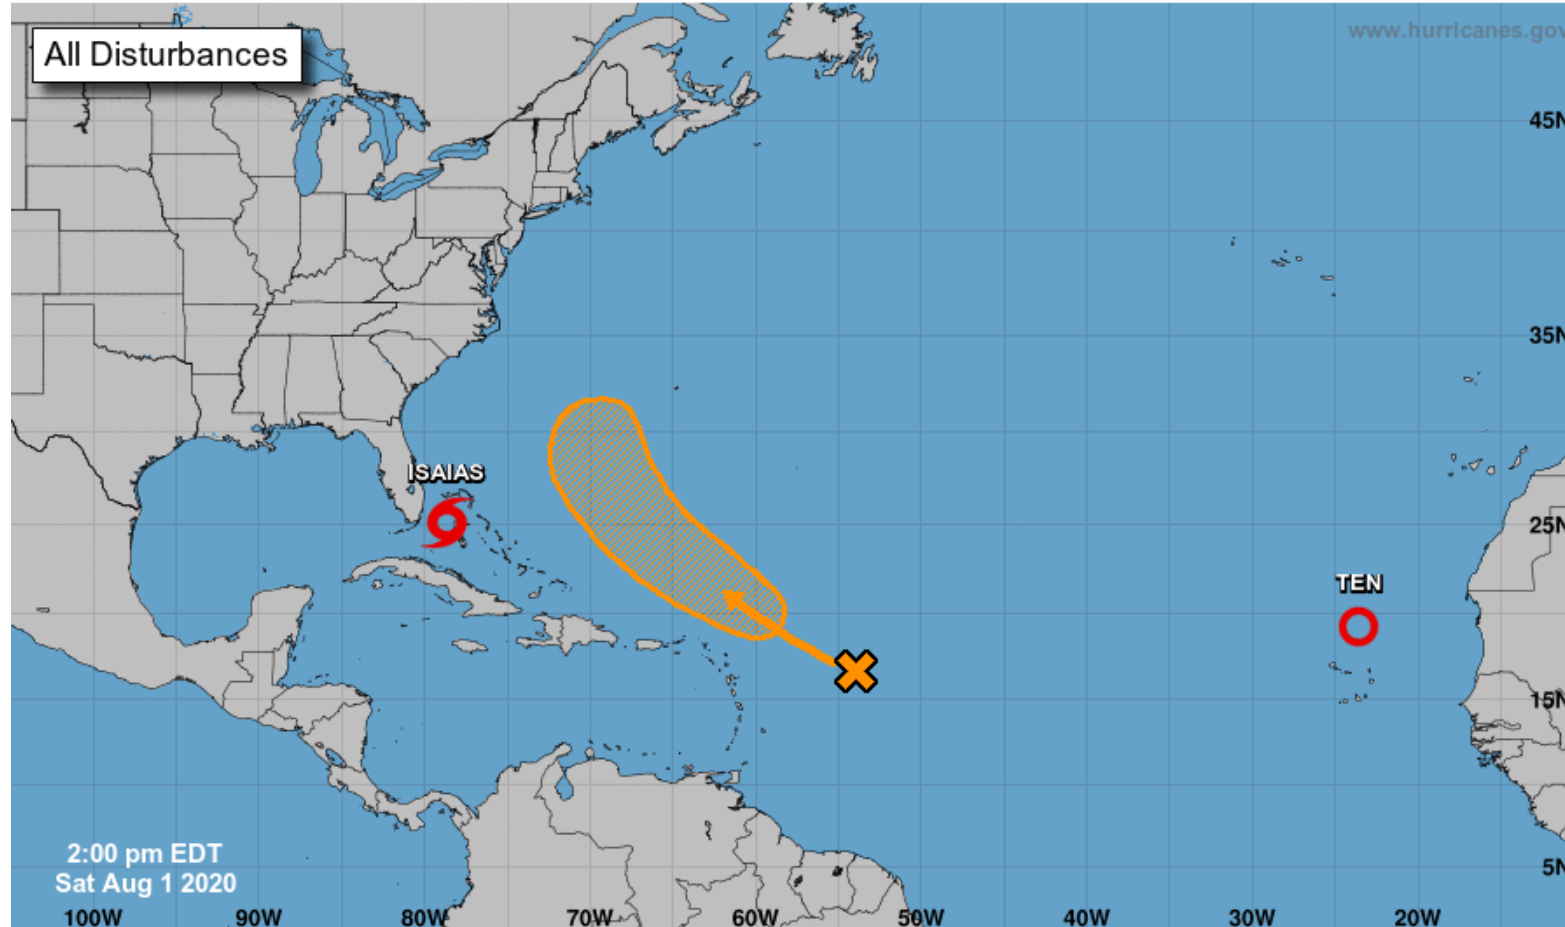 All Disturbances
www.hurricanes.gov
45N
35N
ISAIAS
25N
TEN
15N
2:00 pm EDT
Sat Aug 1 2020
5N
100W 90W 80W 70W 60W 50W 40W 30W 20W